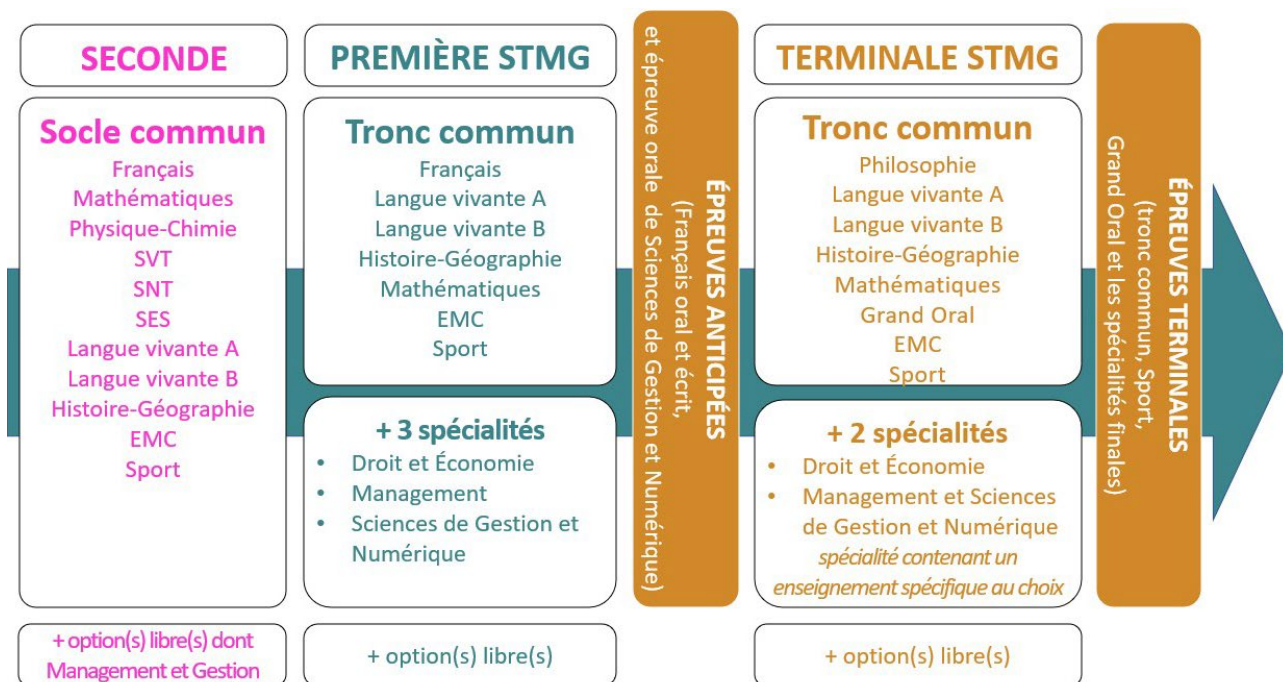 SECONDE
Socle commun
Français
Mathématiques
Physique-Chimie
SVT
SNT
SES
Langue vivante A
Langue vivante B
Histoire-Géographie
EMC
Sport
+ option(s) libre(s) dont
Management et Gestion
PREMIÈRE STMG
Tronc commun
Français
Langue vivante A
Langue vivante B
Histoire-Géographie
Mathématiques
EMC
Sport
+ 3 spécialités
• Droit et Économie
• Management
• Sciences de Gestion et
Numérique
+ option(s) libre(s)
ÉPREUVES ANTICIPÉES
(Français oral et écrit,
et épreuve orale de Sciences de Gestion et Numérique)
TERMINALE STMG
Tronc commun
Philosophie
Langue vivante A
Langue vivante B
Histoire-Géographie
Mathématiques
Grand Oral
EMC
Sport
+ 2 spécialités
• Droit et Économie
• Management et Sciences
de Gestion et Numérique
spécialité contenant un
enseignement spécifique au choix
+ option(s) libre(s)
ÉPREUVES TERMINALES
(tronc commun, Sport,
Grand Oral et les spécialités finales)